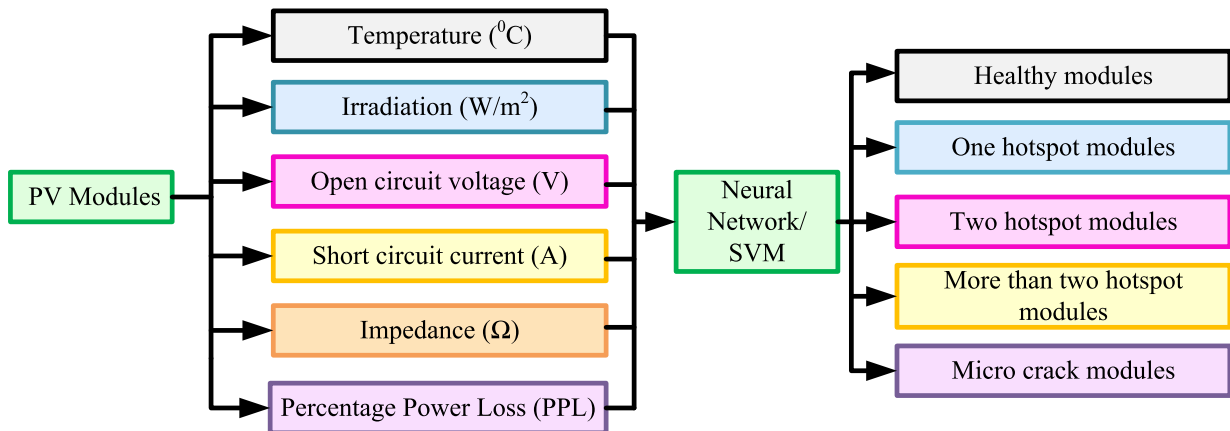 PV Modules
Temperature (⁰C)
Irradiation (W/m²)
Open circuit voltage (V)
Short circuit current (A)
Impedance (Ω)
Percentage Power Loss (PPL)
Neural
Network/
SVM
Healthy modules
One hotspot modules
Two hotspot modules
More than two hotspot
modules
Micro crack modules